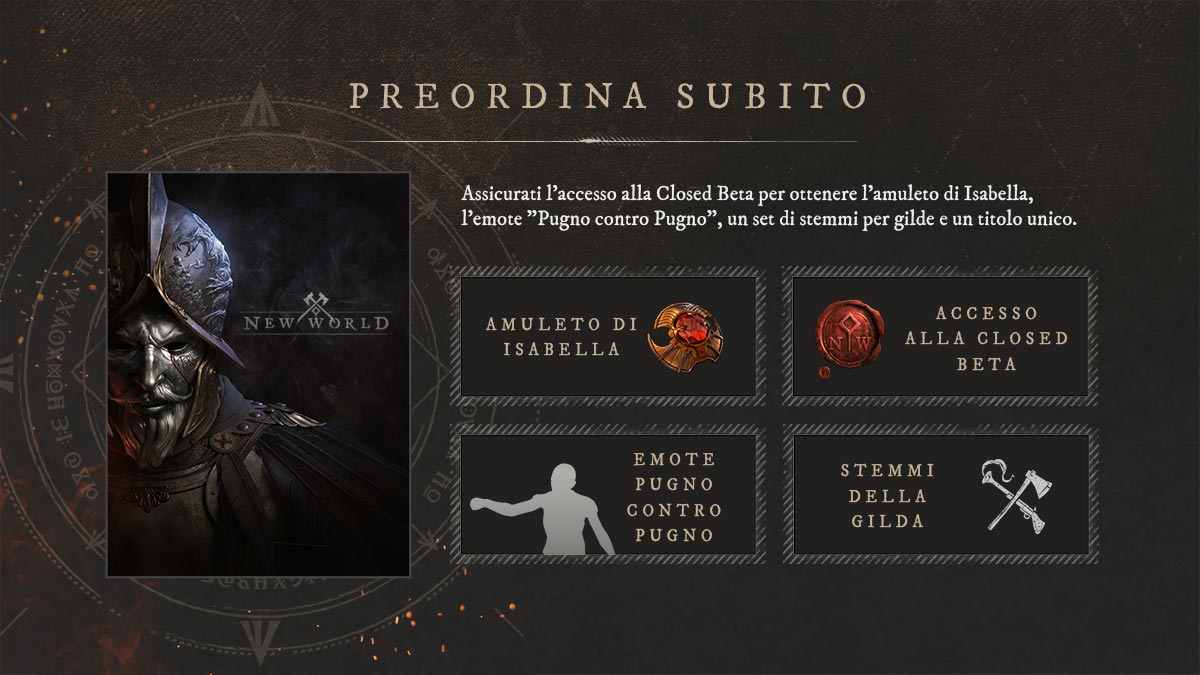 PREORDINA SUBITO
Assicurati l'accesso alla Closed Beta per ottenere l'amuleto di Isabella,
l'emote "Pugno contro Pugno", un set di stemmi per gilde e un titolo unico.
NEW WORLD
AMULETO DI
ISABELLA
N W
ACCESSO
ALLA CLOSED
BETA
EMOTE
PUGNO
CONTRO
PUGNO
STEMMI
DELLA
GILDA